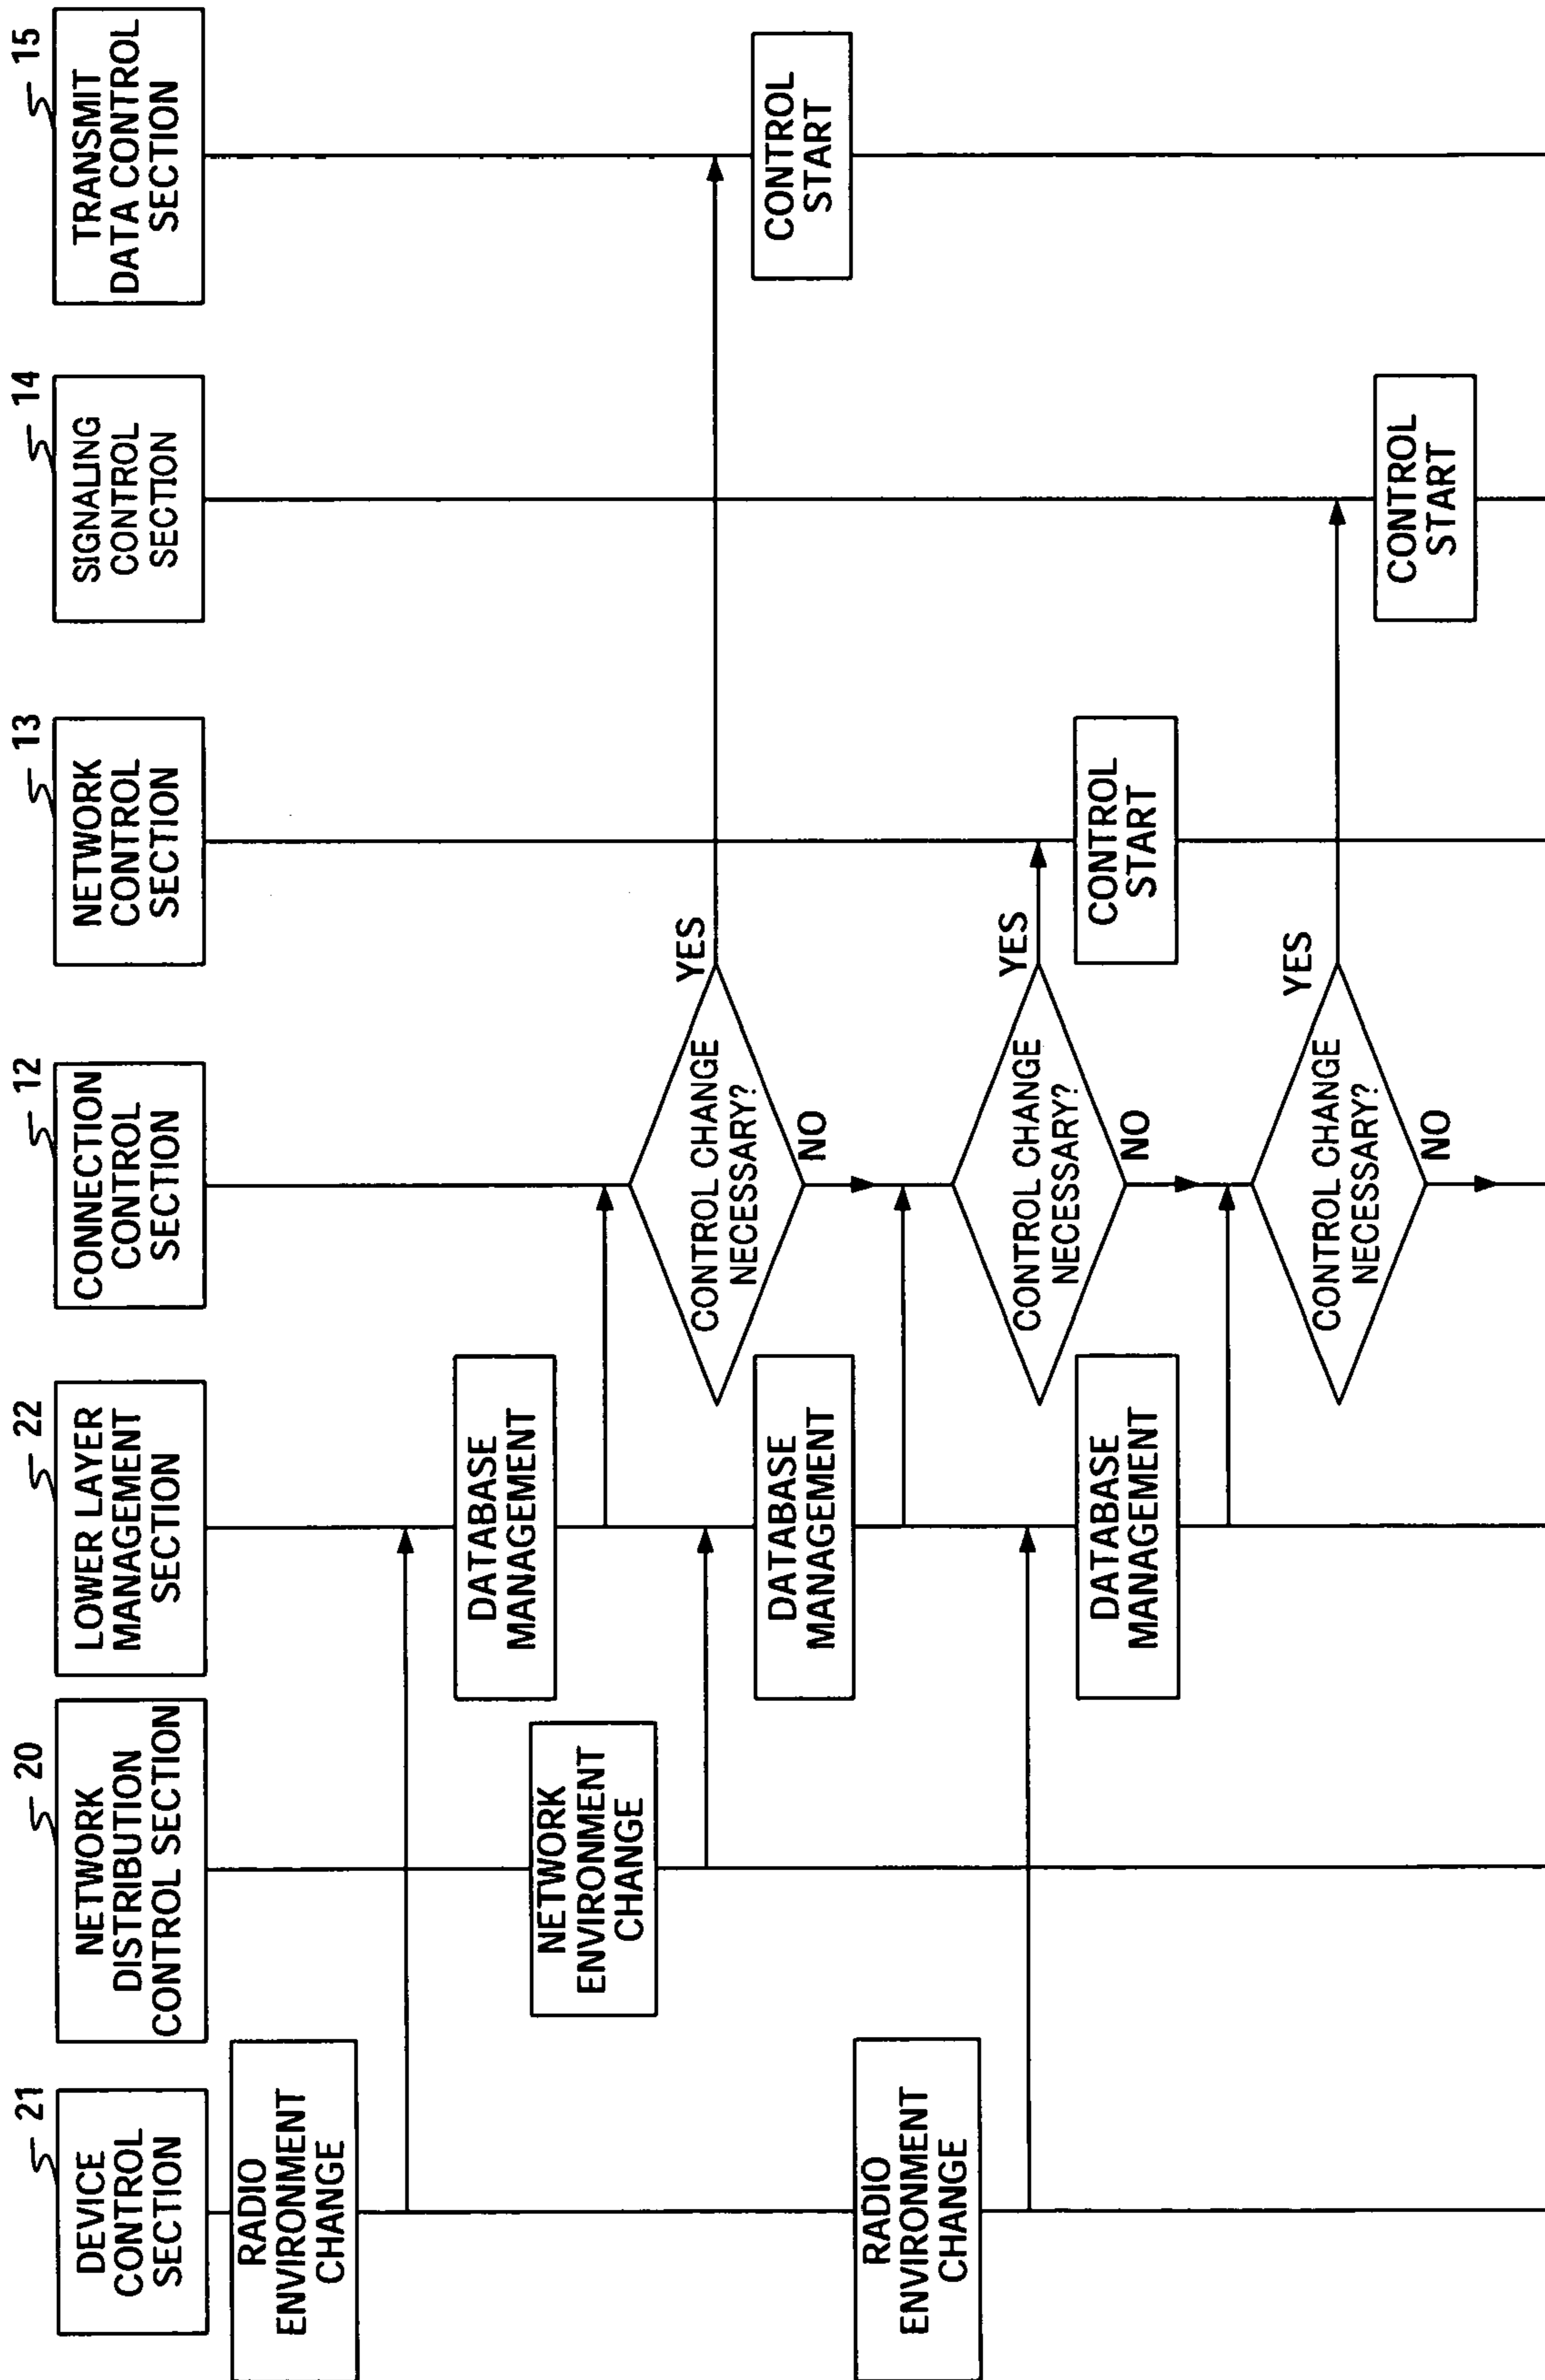 21
DEVICE
CONTROL
SECTION
20
NETWORK
DISTRIBUTION
CONTROL SECTION
22
LOWER LAYER
MANAGEMENT
SECTION
12
CONNECTION
CONTROL
SECTION
13
NETWORK
CONTROL
SECTION
14
SIGNALING
CONTROL
SECTION
15
TRANSMIT
DATA CONTROL
SECTION
RADIO
ENVIRONMENT
CHANGE
DATABASE
MANAGEMENT
NETWORK
ENVIRONMENT
CHANGE
CONTROL CHANGE
NECESSARY?
YES
NO
CONTROL
START
DATABASE
MANAGEMENT
RADIO
ENVIRONMENT
CHANGE
CONTROL CHANGE
NECESSARY?
YES
NO
CONTROL
START
DATABASE
MANAGEMENT
CONTROL CHANGE
NECESSARY?
YES
NO
CONTROL
START